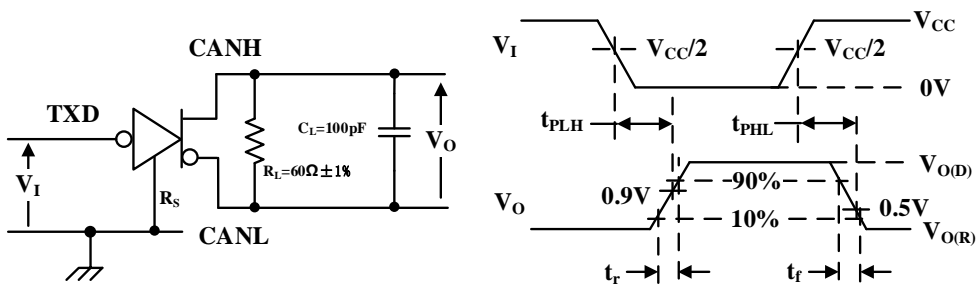 CANH
TXD
V_I
R_S
R_L=60Ω±1%
C_L=100pF
V_O
CANL
V_I
V_CC/2
V_CC/2
V_CC
0V
t_PLH
t_PHL
V_O
0.9V
90%
10%
0.5V
V_O(D)
V_O(R)
t_r
t_f